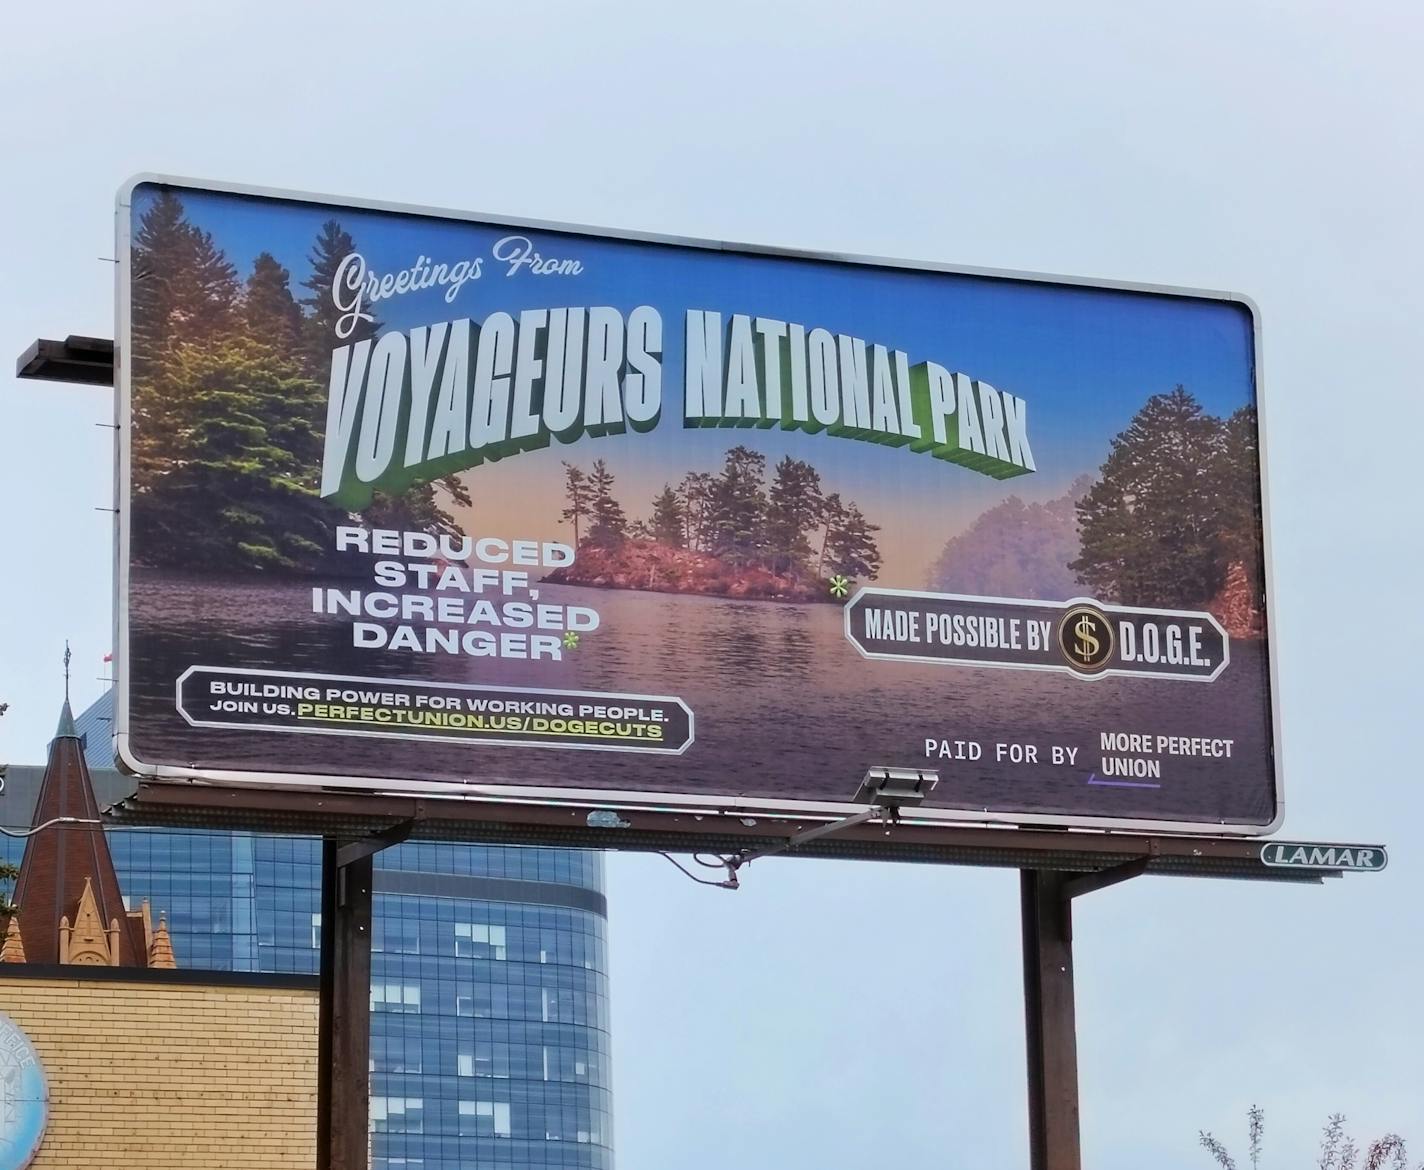 Greetings From
VOYAGEURS NATIONAL PARK
REDUCED
STAFF,
INCREASED
DANGER*
* MADE POSSIBLE BY $ D.O.G.E.
BUILDING POWER FOR WORKING PEOPLE.
JOIN US. PERFECTUNION.US/DOGECUTS
PAID FOR BY MORE PERFECT
UNION
LAMAR